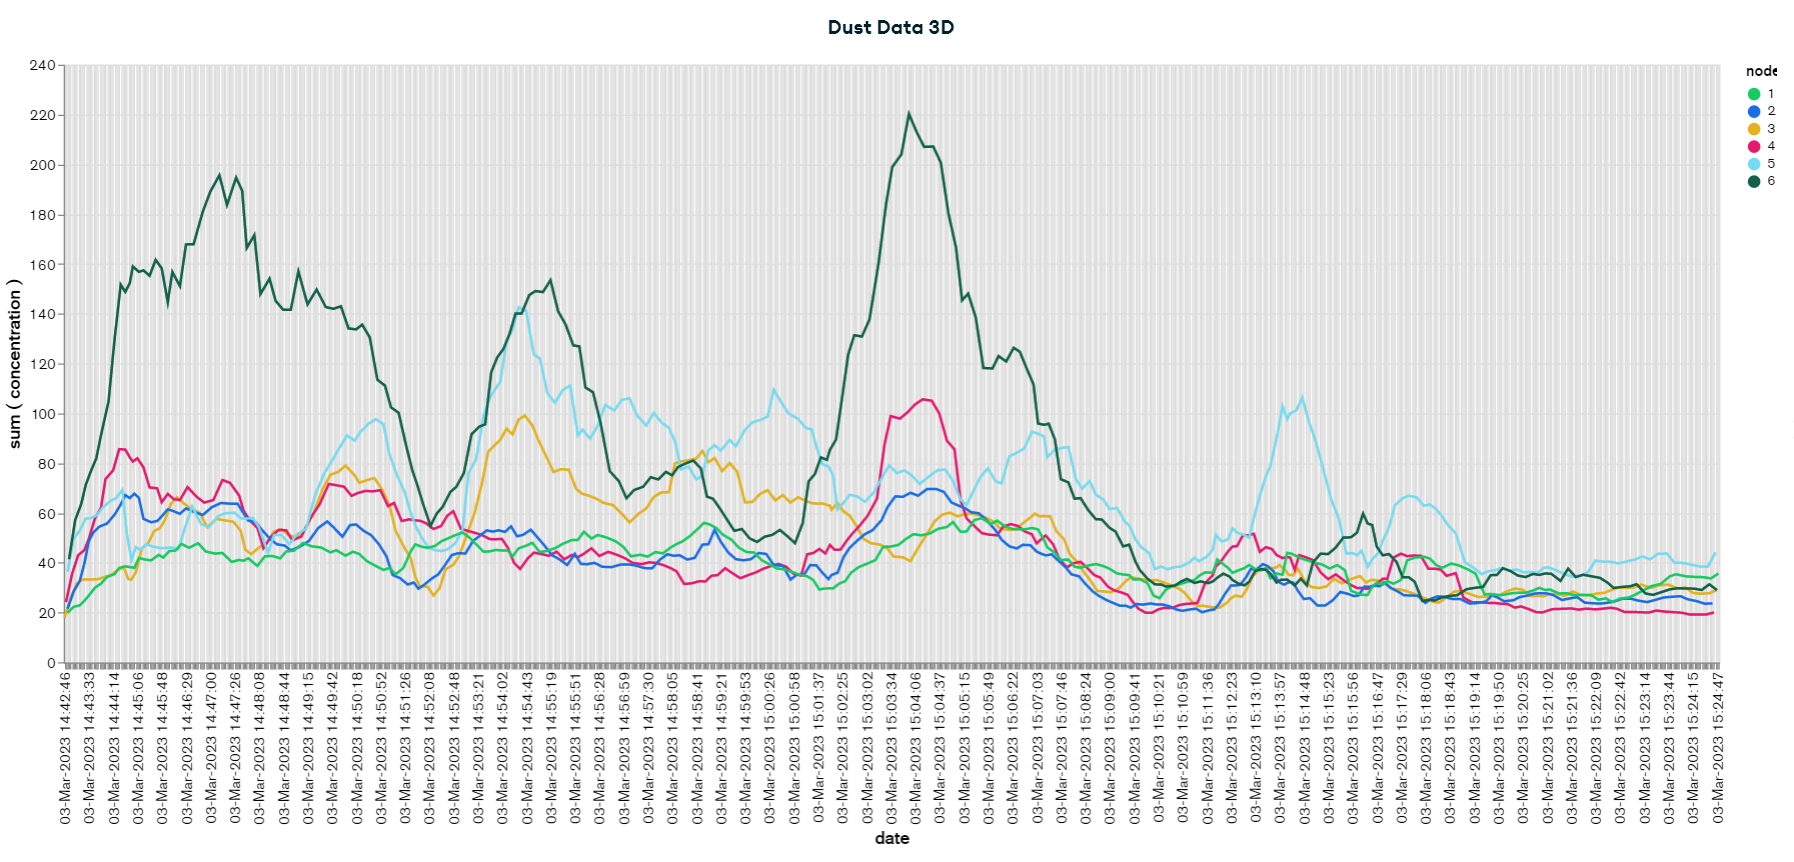 Dust Data 3D
node
1
2
3
4
5
6
sum ( concentration )
240
220
200
180
160
140
120
100
80
60
40
20
0
03-Mar-2023 14:42:46
03-Mar-2023 14:43:33
03-Mar-2023 14:44:14
03-Mar-2023 14:45:06
03-Mar-2023 14:45:48
03-Mar-2023 14:46:29
03-Mar-2023 14:47:00
03-Mar-2023 14:47:26
03-Mar-2023 14:48:08
03-Mar-2023 14:48:44
03-Mar-2023 14:49:15
03-Mar-2023 14:49:42
03-Mar-2023 14:50:18
03-Mar-2023 14:50:52
03-Mar-2023 14:51:26
03-Mar-2023 14:52:08
03-Mar-2023 14:52:48
03-Mar-2023 14:53:21
03-Mar-2023 14:54:02
03-Mar-2023 14:54:43
03-Mar-2023 14:55:19
03-Mar-2023 14:55:51
03-Mar-2023 14:56:28
03-Mar-2023 14:56:59
03-Mar-2023 14:57:30
03-Mar-2023 14:58:05
03-Mar-2023 14:58:41
03-Mar-2023 14:59:21
03-Mar-2023 14:59:53
03-Mar-2023 15:00:26
03-Mar-2023 15:00:58
03-Mar-2023 15:01:37
03-Mar-2023 15:02:25
03-Mar-2023 15:03:02
03-Mar-2023 15:03:34
03-Mar-2023 15:04:06
03-Mar-2023 15:04:37
03-Mar-2023 15:05:15
03-Mar-2023 15:05:49
03-Mar-2023 15:06:22
03-Mar-2023 15:07:03
03-Mar-2023 15:07:46
03-Mar-2023 15:08:24
03-Mar-2023 15:09:00
03-Mar-2023 15:09:41
03-Mar-2023 15:10:21
03-Mar-2023 15:10:59
03-Mar-2023 15:11:36
03-Mar-2023 15:12:23
03-Mar-2023 15:13:10
03-Mar-2023 15:13:57
03-Mar-2023 15:14:48
03-Mar-2023 15:15:23
03-Mar-2023 15:15:56
03-Mar-2023 15:16:47
03-Mar-2023 15:17:29
03-Mar-2023 15:18:06
03-Mar-2023 15:18:43
03-Mar-2023 15:19:14
03-Mar-2023 15:19:50
03-Mar-2023 15:20:25
03-Mar-2023 15:21:02
03-Mar-2023 15:21:36
03-Mar-2023 15:22:09
03-Mar-2023 15:22:42
03-Mar-2023 15:23:14
03-Mar-2023 15:23:44
03-Mar-2023 15:24:15
03-Mar-2023 15:24:47
date